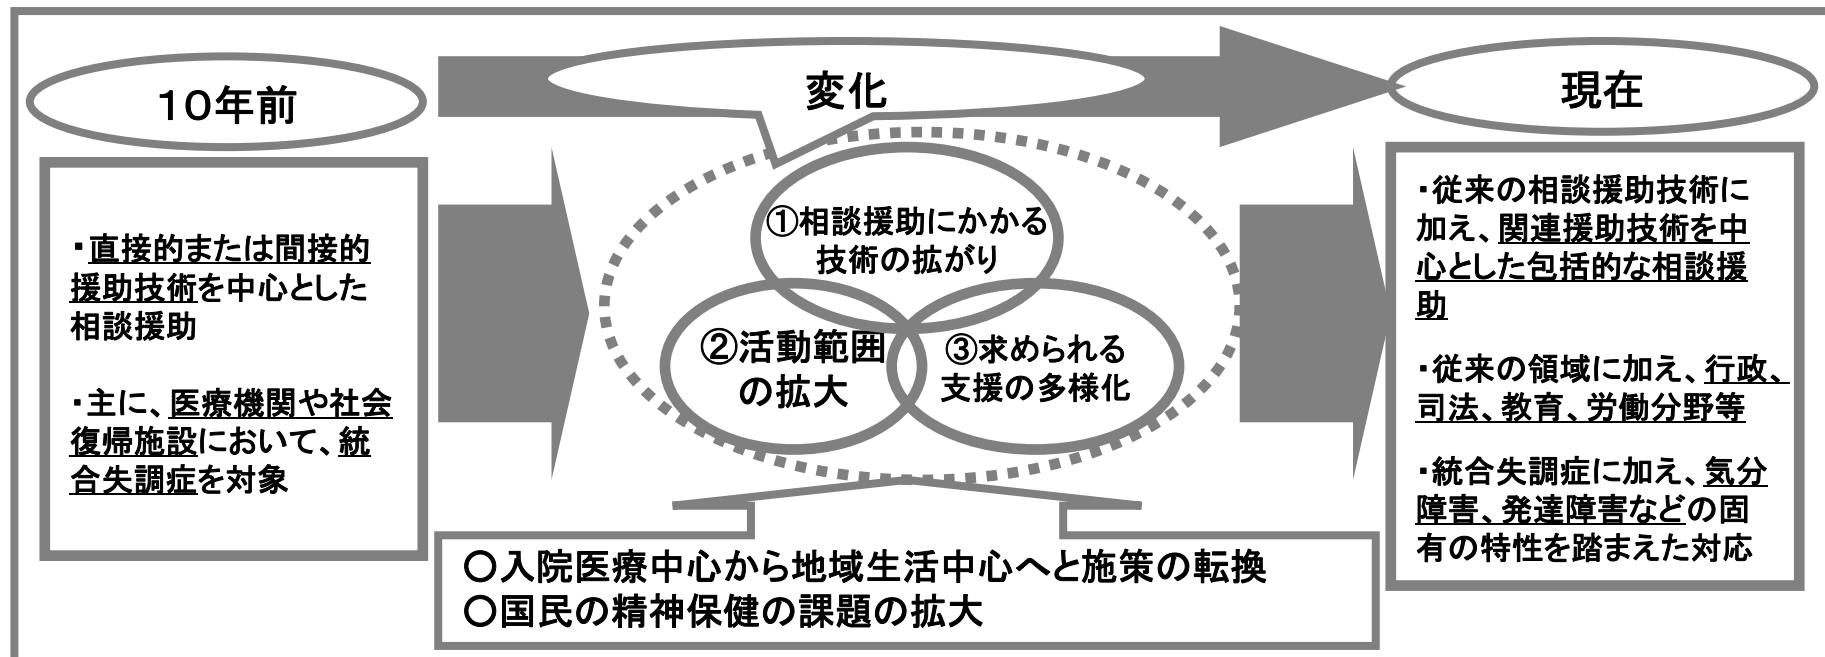 10年前
変化
現在
・直接的または間接的
援助技術を中心とした
相談援助
・主に、医療機関や社会
復帰施設において、統
合失調症を対象
①相談援助にかかる
技術の拡がり
②活動範囲
の拡大
③求められる
支援の多様化
○入院医療中心から地域生活中心へと施策の転換
○国民の精神保健の課題の拡大
・従来の相談援助技術に
加え、関連援助技術を中
心とした包括的な相談援
助
・従来の領域に加え、行政、
司法、教育、労働分野等
・統合失調症に加え、気分
障害、発達障害などの固
有の特性を踏まえた対応